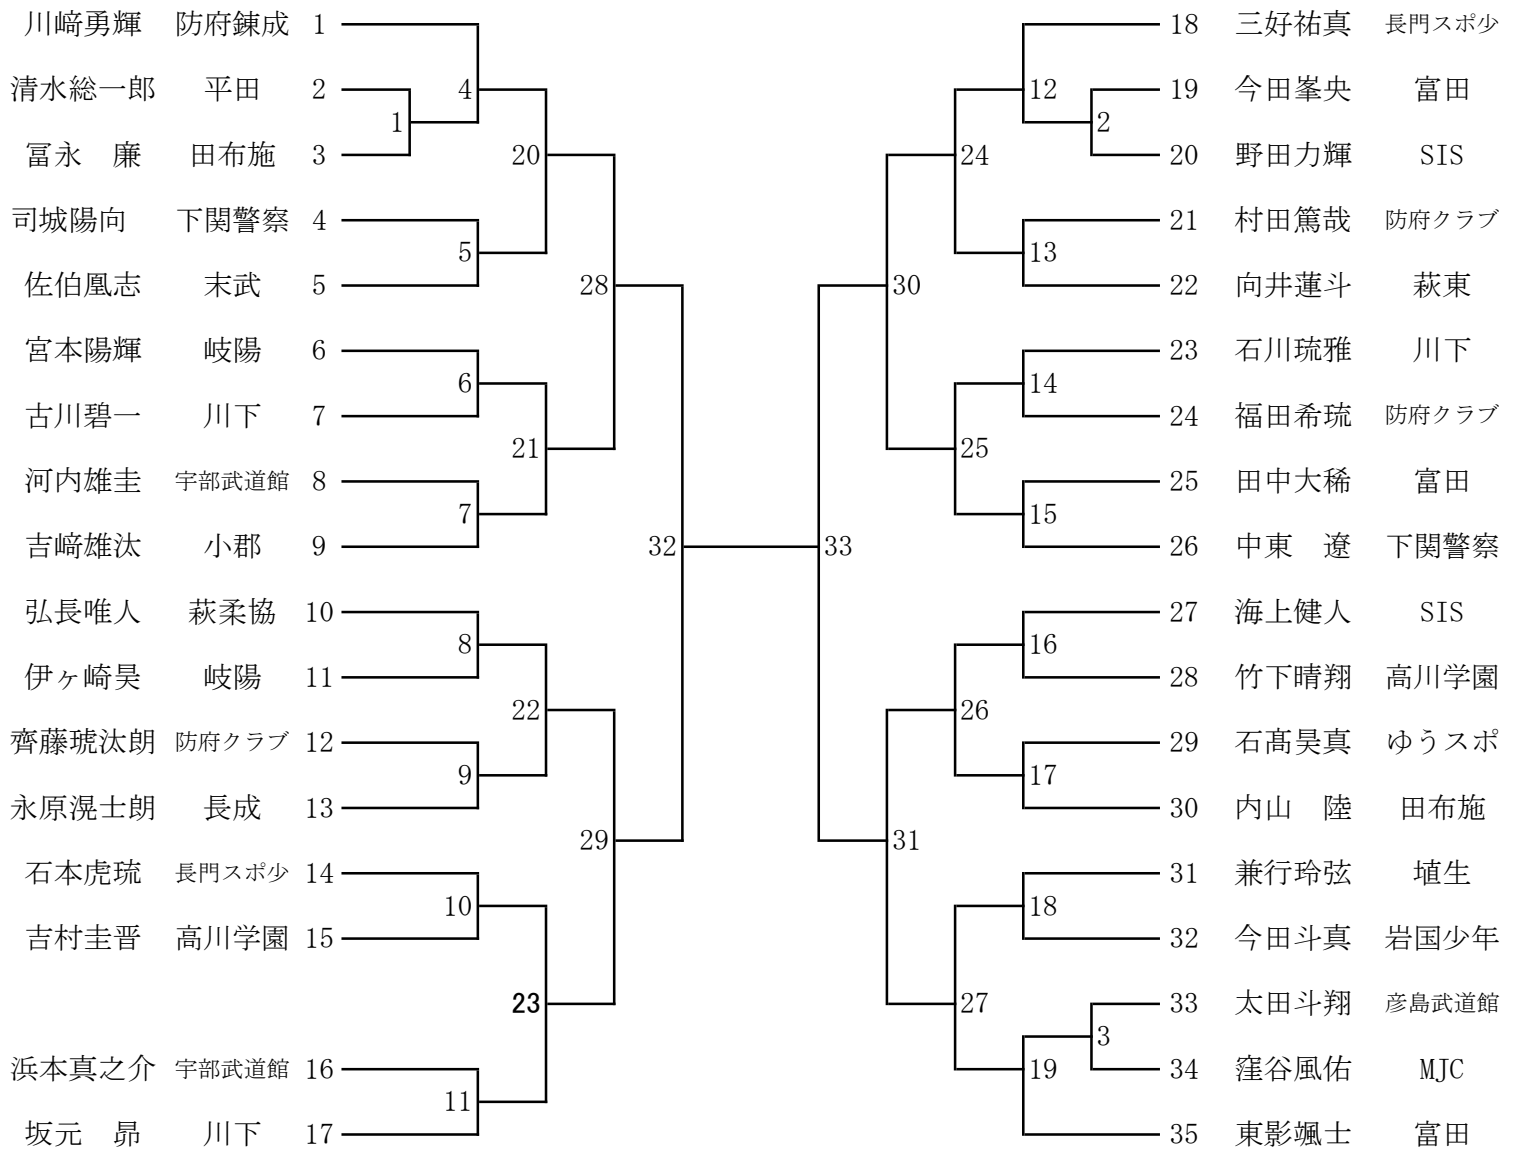 川﨑勇輝 防府錬成 1 18 三好祐真 長門スポ少
清水総一郎 平田 2 4 12 19 今田峯央 富田
1 2
冨永 廉 田布施 3 20 24 20 野田力輝 SIS
司城陽向 下関警察 4 21 村田篤哉 防府クラブ
5 13
佐伯凰志 末武 5 28 30 22 向井蓮斗 萩東
宮本陽輝 岐陽 6 23 石川琉雅 川下
6 14
古川碧一 川下 7 24 福田希琉 防府クラブ
21 25
河内雄圭 宇部武道館 8 25 田中大稀 富田
7 15
吉﨑雄汰 小郡 9 32 33 26 中東 遼 下関警察
弘長唯人 萩柔協 10 27 海上健人 SIS
8 16
伊ヶ崎昊 岐陽 11 28 竹下晴翔 高川学園
22 26
齊藤琥汰朗 防府クラブ 12 29 石髙昊真 ゆうスポ
9 17
永原滉士朗 長成 13 30 内山 陸 田布施
29 31
石本虎琉 長門スポ少 14 31 兼行玲弦 埴生
10 18
吉村圭晋 高川学園 15 32 今田斗真 岩国少年
23 27 33 太田斗翔 彦島武道館
3
浜本真之介 宇部武道館 16 19 34 窪谷風佑 MJC
11
坂元 昴 川下 17 35 東影颯士 富田